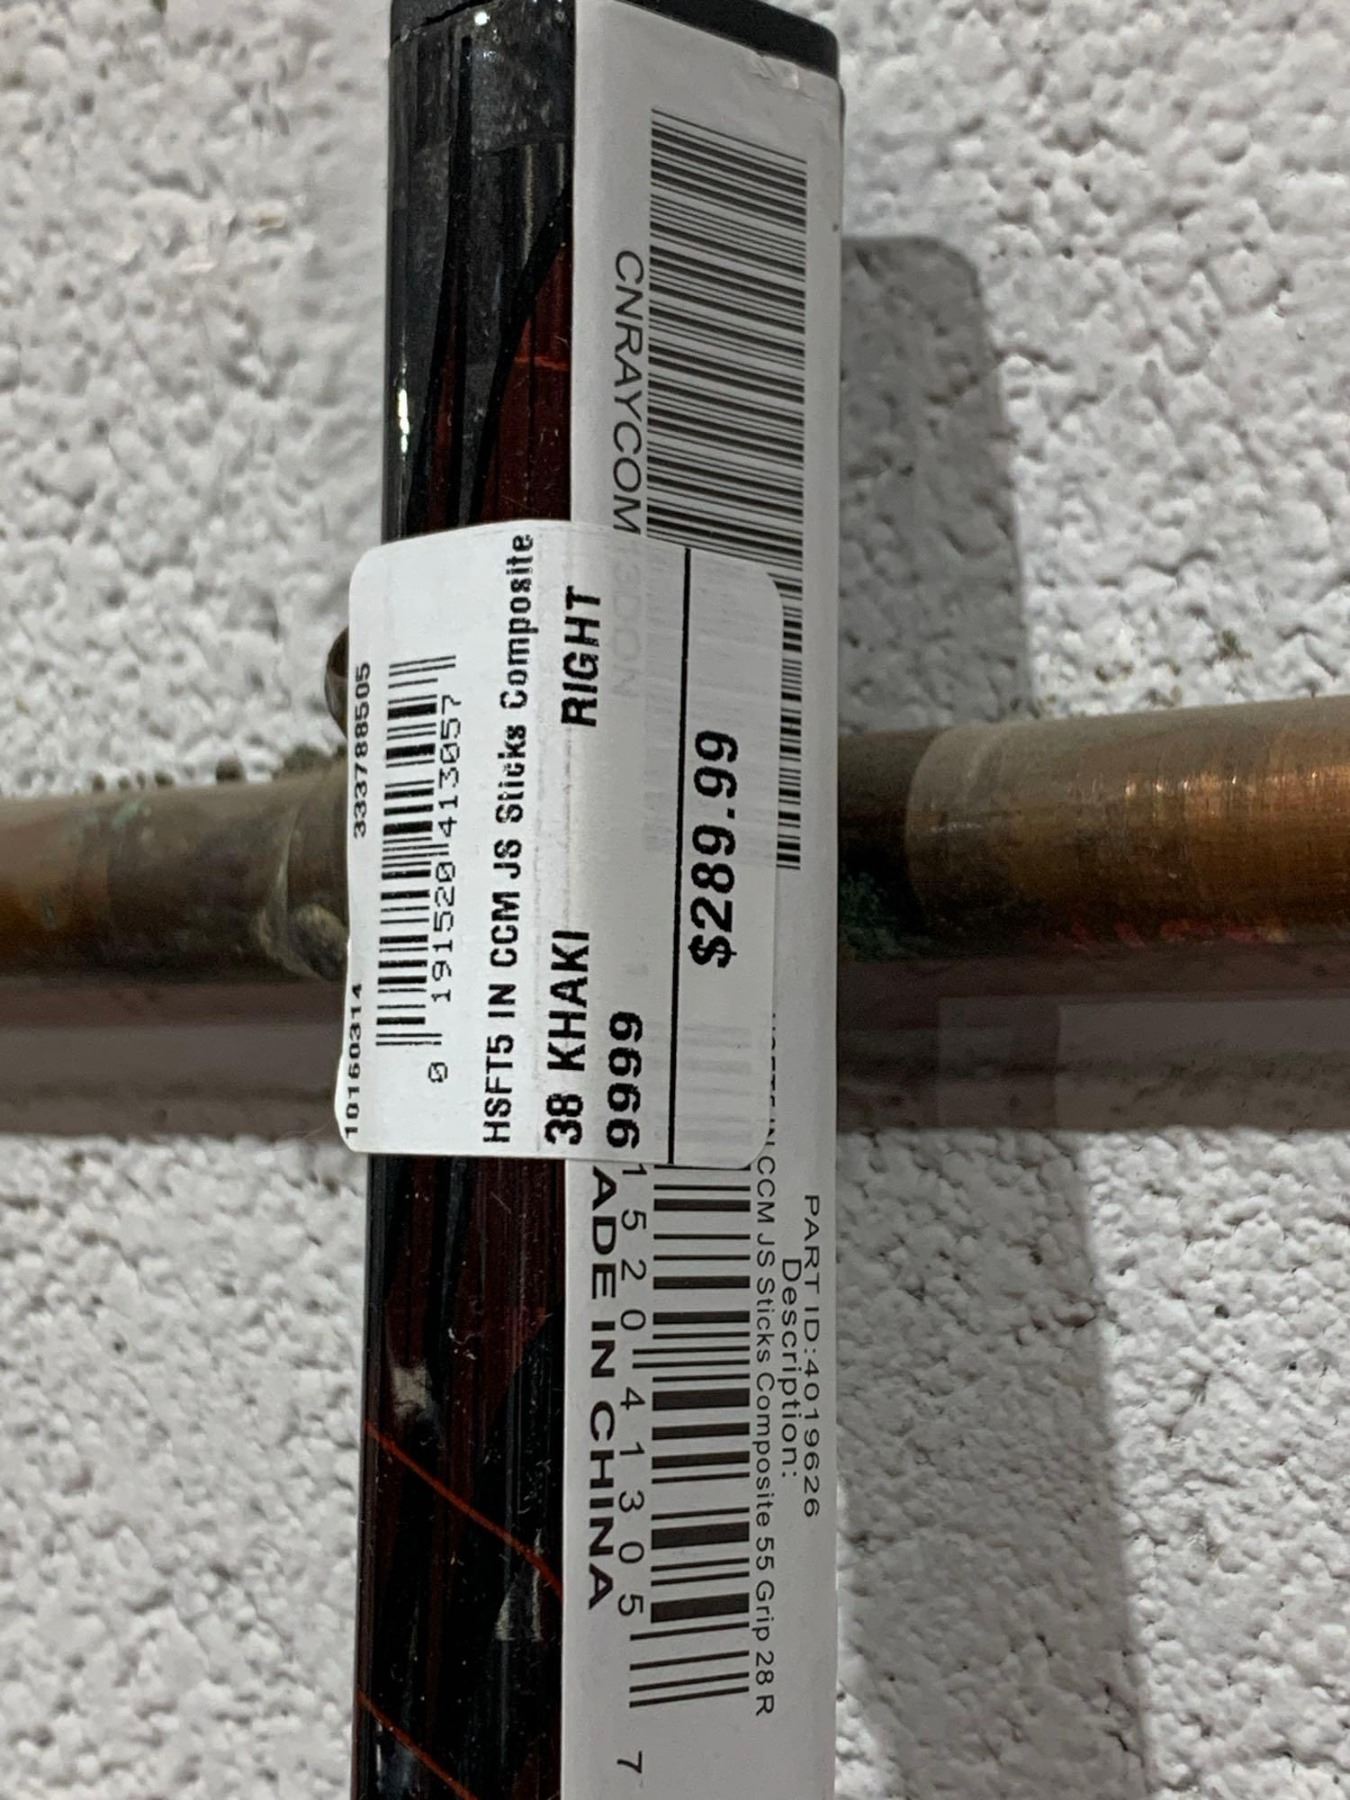 10160314 333788505
0 191520 413057
HSFT5 IN CCM JS Sticks Composite
38 KHAKI RIGHT
6666
$289.99
CNRAYCOM
PART ID:4019626
Description:
CCM JS Sticks Composite 55 Grip 28 R
1 5 2 0 4 1 3 0 5 7
ADE IN CHINA